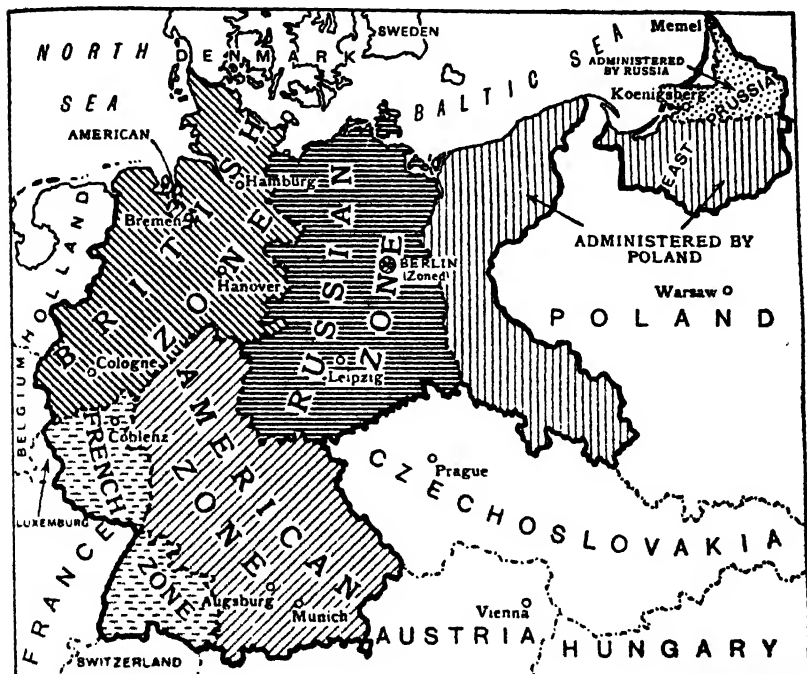 NORTH SEA
DENMARK
SWEDEN
BALTIC SEA
Memel
ADMINISTERED
BY RUSSIA
Koenigsberg
EAST PRUSSIA
AMERICAN
Hamburg
Bremen
HOLLAND
BRITISH ZONE
Hanover
RUSSIAN ZONE
BERLIN
(Zoned)
ADMINISTERED BY
POLAND
Warsaw
POLAND
BELGIUM
Cologne
Leipzig
FRENCH ZONE
Coblenz
AMERICAN ZONE
LUXEMBURG
Prague
CZECHOSLOVAKIA
FRANCE
Augsburg
Munich
Vienna
AUSTRIA
HUNGARY
SWITZERLAND